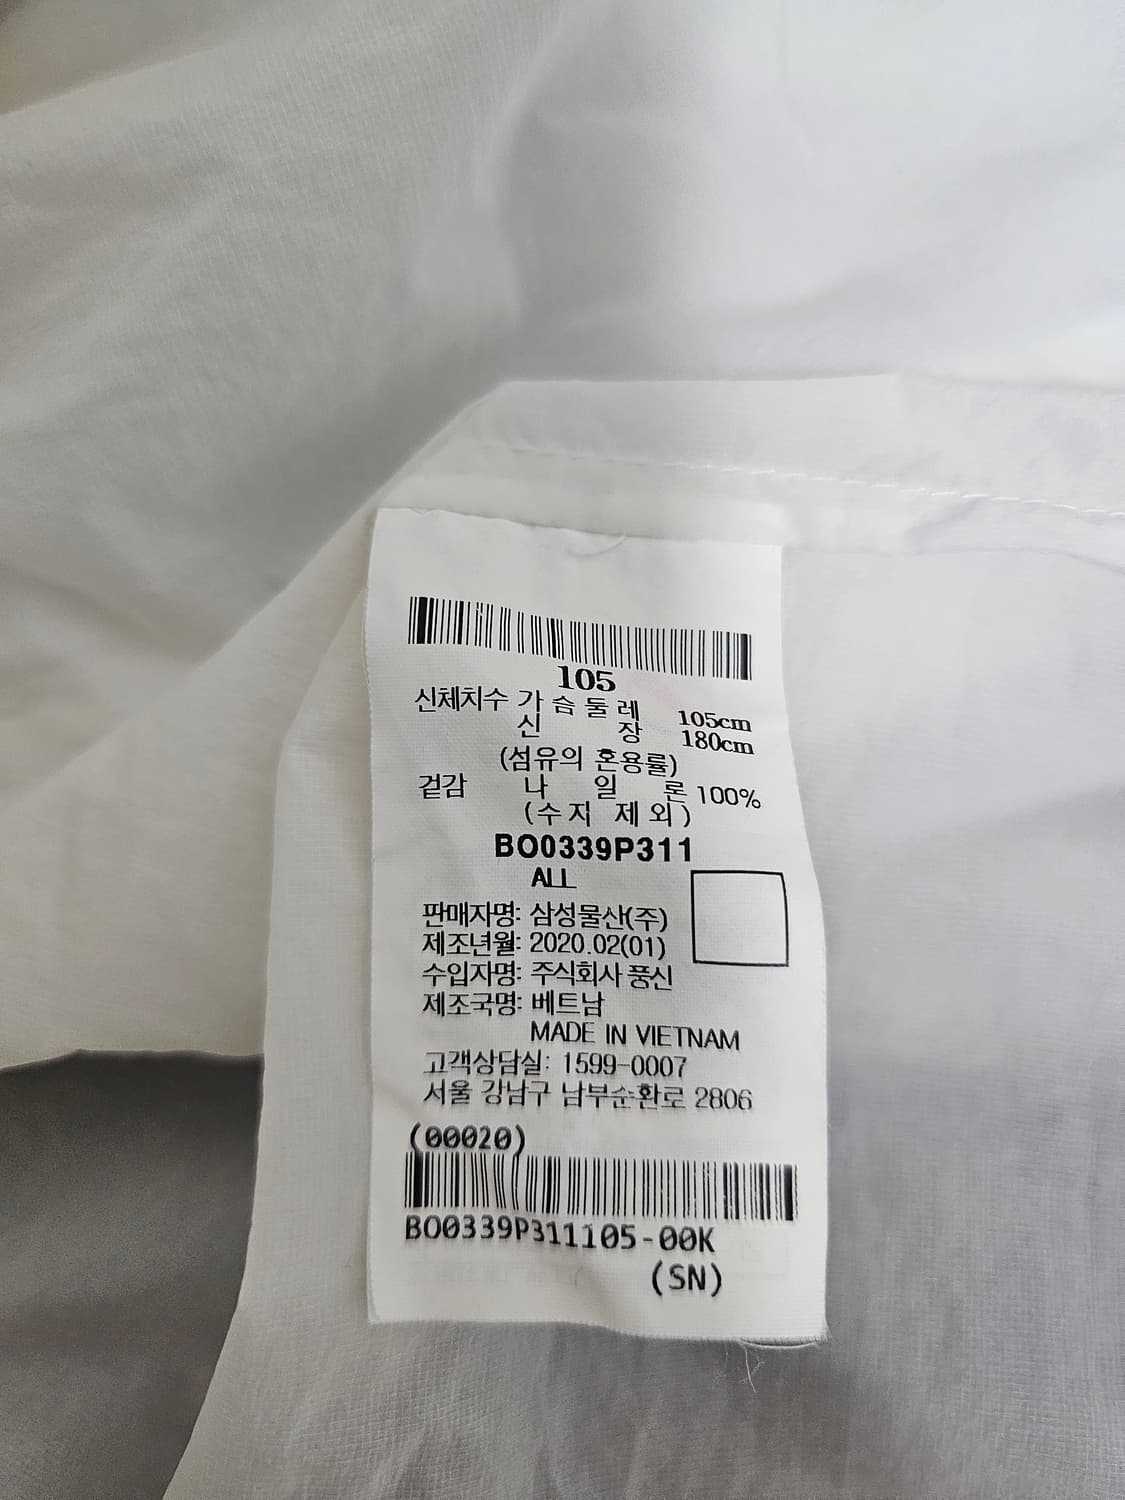 105
신체치수 가 슴 둘 레 105cm
신 장 180cm
(섬유의 혼용률)
겉감 나 일 론 100%
(수지 제외)
BO0339P311
ALL
판매자명: 삼성물산(주)
제조년월: 2020.02(01)
수입자명: 주식회사 풍신
제조국명: 베트남
MADE IN VIETNAM
고객상담실: 1599-0007
서울 강남구 남부순환로 2806
(00020)
BO0339P311105-00K
(SN)